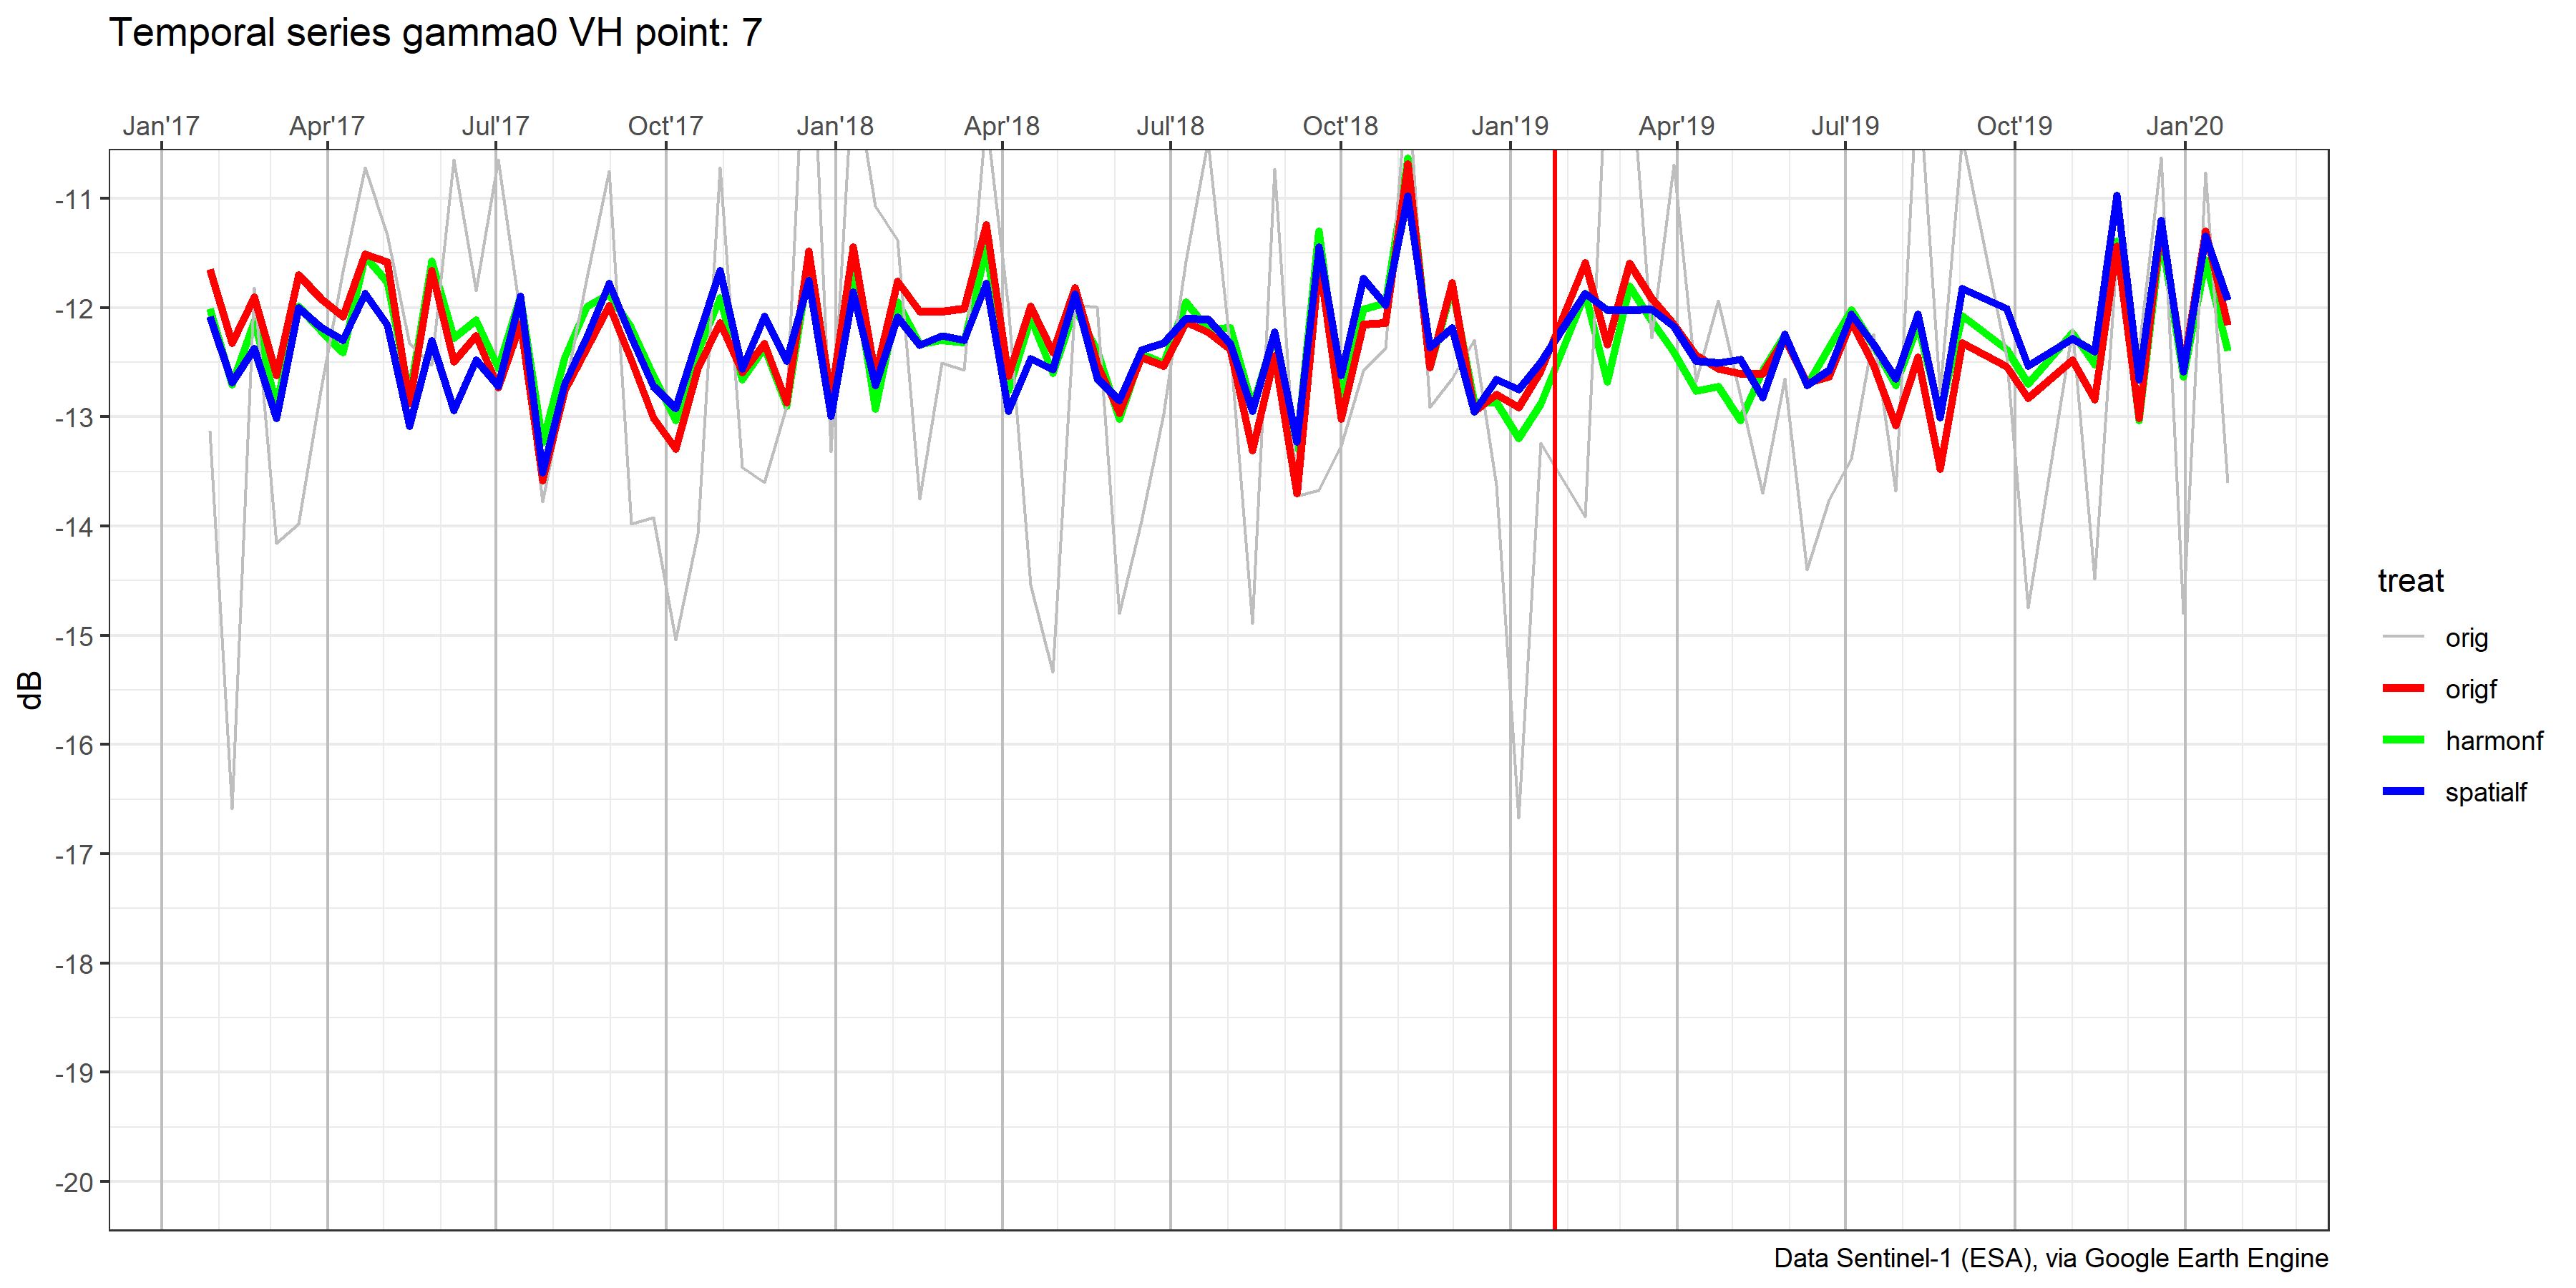 Temporal series gamma0 VH point: 7
Jan'17 Apr'17 Jul'17 Oct'17 Jan'18 Apr'18 Jul'18 Oct'18 Jan'19 Apr'19 Jul'19 Oct'19 Jan'20
-11
-12
-13
-14
-15
-16
-17
-18
-19
-20
dB
treat
orig
origf
harmonf
spatialf
Data Sentinel-1 (ESA), via Google Earth Engine